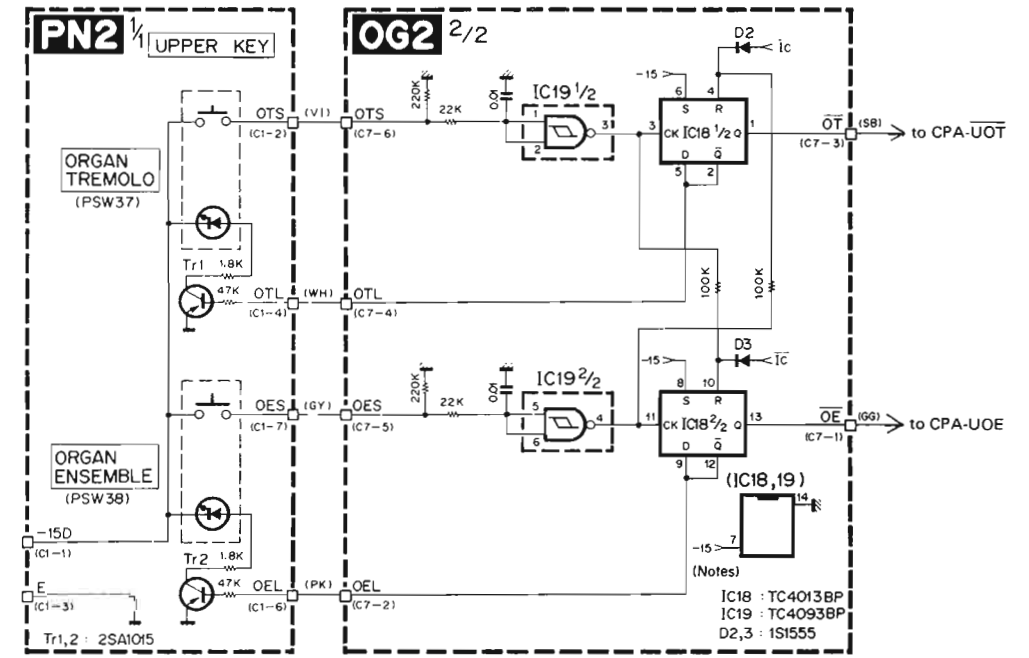 PN2 1/1 UPPER KEY
OG2 2/2
D2
ic
-15
220K
0.01
IC19 1/2
6 4
S R
OTS (VI) OTS
(C1-2) (C7-6)
22K
1
2
3
3 CK IC18 1/2 Q 1
D Q̅
5 2
O̅T̅ (SB)
(C7-3)
to CPA-U̅O̅T̅
ORGAN
TREMOLO
(PSW37)
Tr1 1.8K
47K
OTL (WH) OTL
(C1-4) (C7-4)
100K
100K
D3
-15
i̅c̅
220K
0.01
IC19 2/2
8 10
S R
OES (GY) OES
(C1-7) (C7-5)
22K
5
6
4
11 CK IC18 2/2 Q 13
D Q̅
9 12
O̅E̅ (GG)
(C7-1)
to CPA-UOE
ORGAN
ENSEMBLE
(PSW38)
(IC18,19)
14
-15 7
-15D
(C1-1)
Tr2 1.8K
47K
E
(C1-3)
OEL (PK) OEL
(C1-6) (C7-2)
(Notes)
IC18 : TC4013BP
IC19 : TC4093BP
D2,3 : 1S1555
Tr1,2 : 2SA1015